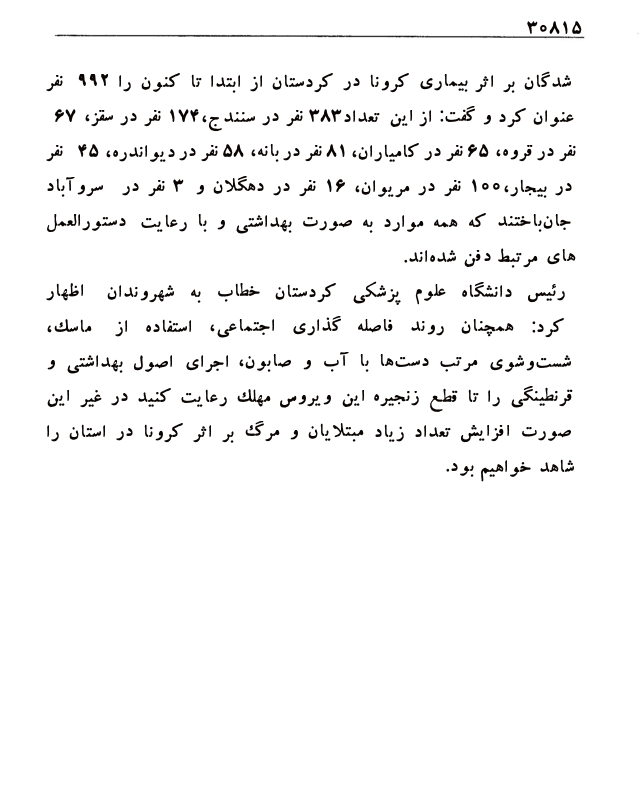 ۳۰۸۱۵
شدگان بر اثر بیماری کرونا در کردستان از ابتدا تا کنون را ۹۹۲ نفر
عنوان کرد و گفت: از این تعداد۳۸۳ نفر در سنندج،۱۷۴ نفر در سقز، ۶۷
نفر در قروه، ۶۵ نفر در کامیاران، ۸۱ نفر در بانه، ۵۸ نفر در دیواندره، ۴۵ نفر
در بیجار،۱۰۰ نفر در مریوان، ۱۶ نفر در دهگلان و ۳ نفر در سروآباد
جان‌باختند که همه موارد به صورت بهداشتی و با رعایت دستورالعمل
های مرتبط دفن شده‌اند.
رئیس دانشگاه علوم پزشکی کردستان خطاب به شهروندان اظهار
کرد: همچنان روند فاصله گذاری اجتماعی، استفاده از ماسك،
شست‌وشوی مرتب دست‌ها با آب و صابون، اجرای اصول بهداشتی و
قرنطینگی را تا قطع زنجیره این ویروس مهلك رعایت کنید در غیر این
صورت افزایش تعداد زیاد مبتلایان و مرگ بر اثر کرونا در استان را
شاهد خواهیم بود.